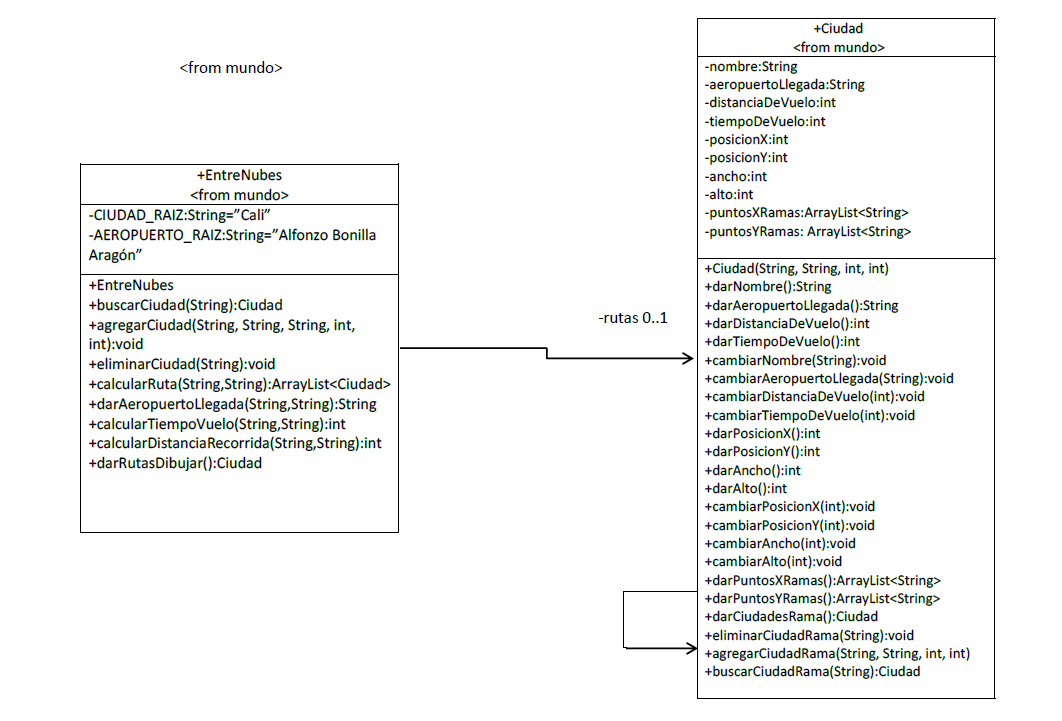 <from mundo>
+EntreNubes
<from mundo>
-CIUDAD_RAIZ:String=”Cali”
-AEROPUERTO_RAIZ:String=”Alfonzo Bonilla
Aragón”
+EntreNubes
+buscarCiudad(String):Ciudad
+agregarCiudad(String, String, String, int,
int):void
+eliminarCiudad(String):void
+calcularRuta(String,String):ArrayList<Ciudad>
+darAeropuertoLlegada(String,String):String
+calcularTiempoVuelo(String,String):int
+calcularDistanciaRecorrida(String,String):int
+darRutasDibujar():Ciudad
-rutas 0..1
+Ciudad
<from mundo>
-nombre:String
-aeropuertoLlegada:String
-distanciaDeVuelo:int
-tiempoDeVuelo:int
-posicionX:int
-posicionY:int
-ancho:int
-alto:int
-puntosXRamas:ArrayList<String>
-puntosYRamas: ArrayList<String>
+Ciudad(String, String, int, int)
+darNombre():String
+darAeropuertoLlegada():String
+darDistanciaDeVuelo():int
+darTiempoDeVuelo():int
+cambiarNombre(String):void
+cambiarAeropuertoLlegada(String):void
+cambiarDistanciaDeVuelo(int):void
+cambiarTiempoDeVuelo(int):void
+darPosicionX():int
+darPosicionY():int
+darAncho():int
+darAlto():int
+cambiarPosicionX(int):void
+cambiarPosicionY(int):void
+cambiarAncho(int):void
+cambiarAlto(int):void
+darPuntosXRamas():ArrayList<String>
+darPuntosYRamas():ArrayList<String>
+darCiudadesRama():Ciudad
+eliminarCiudadRama(String):void
+agregarCiudadRama(String, String, int, int)
+buscarCiudadRama(String):Ciudad